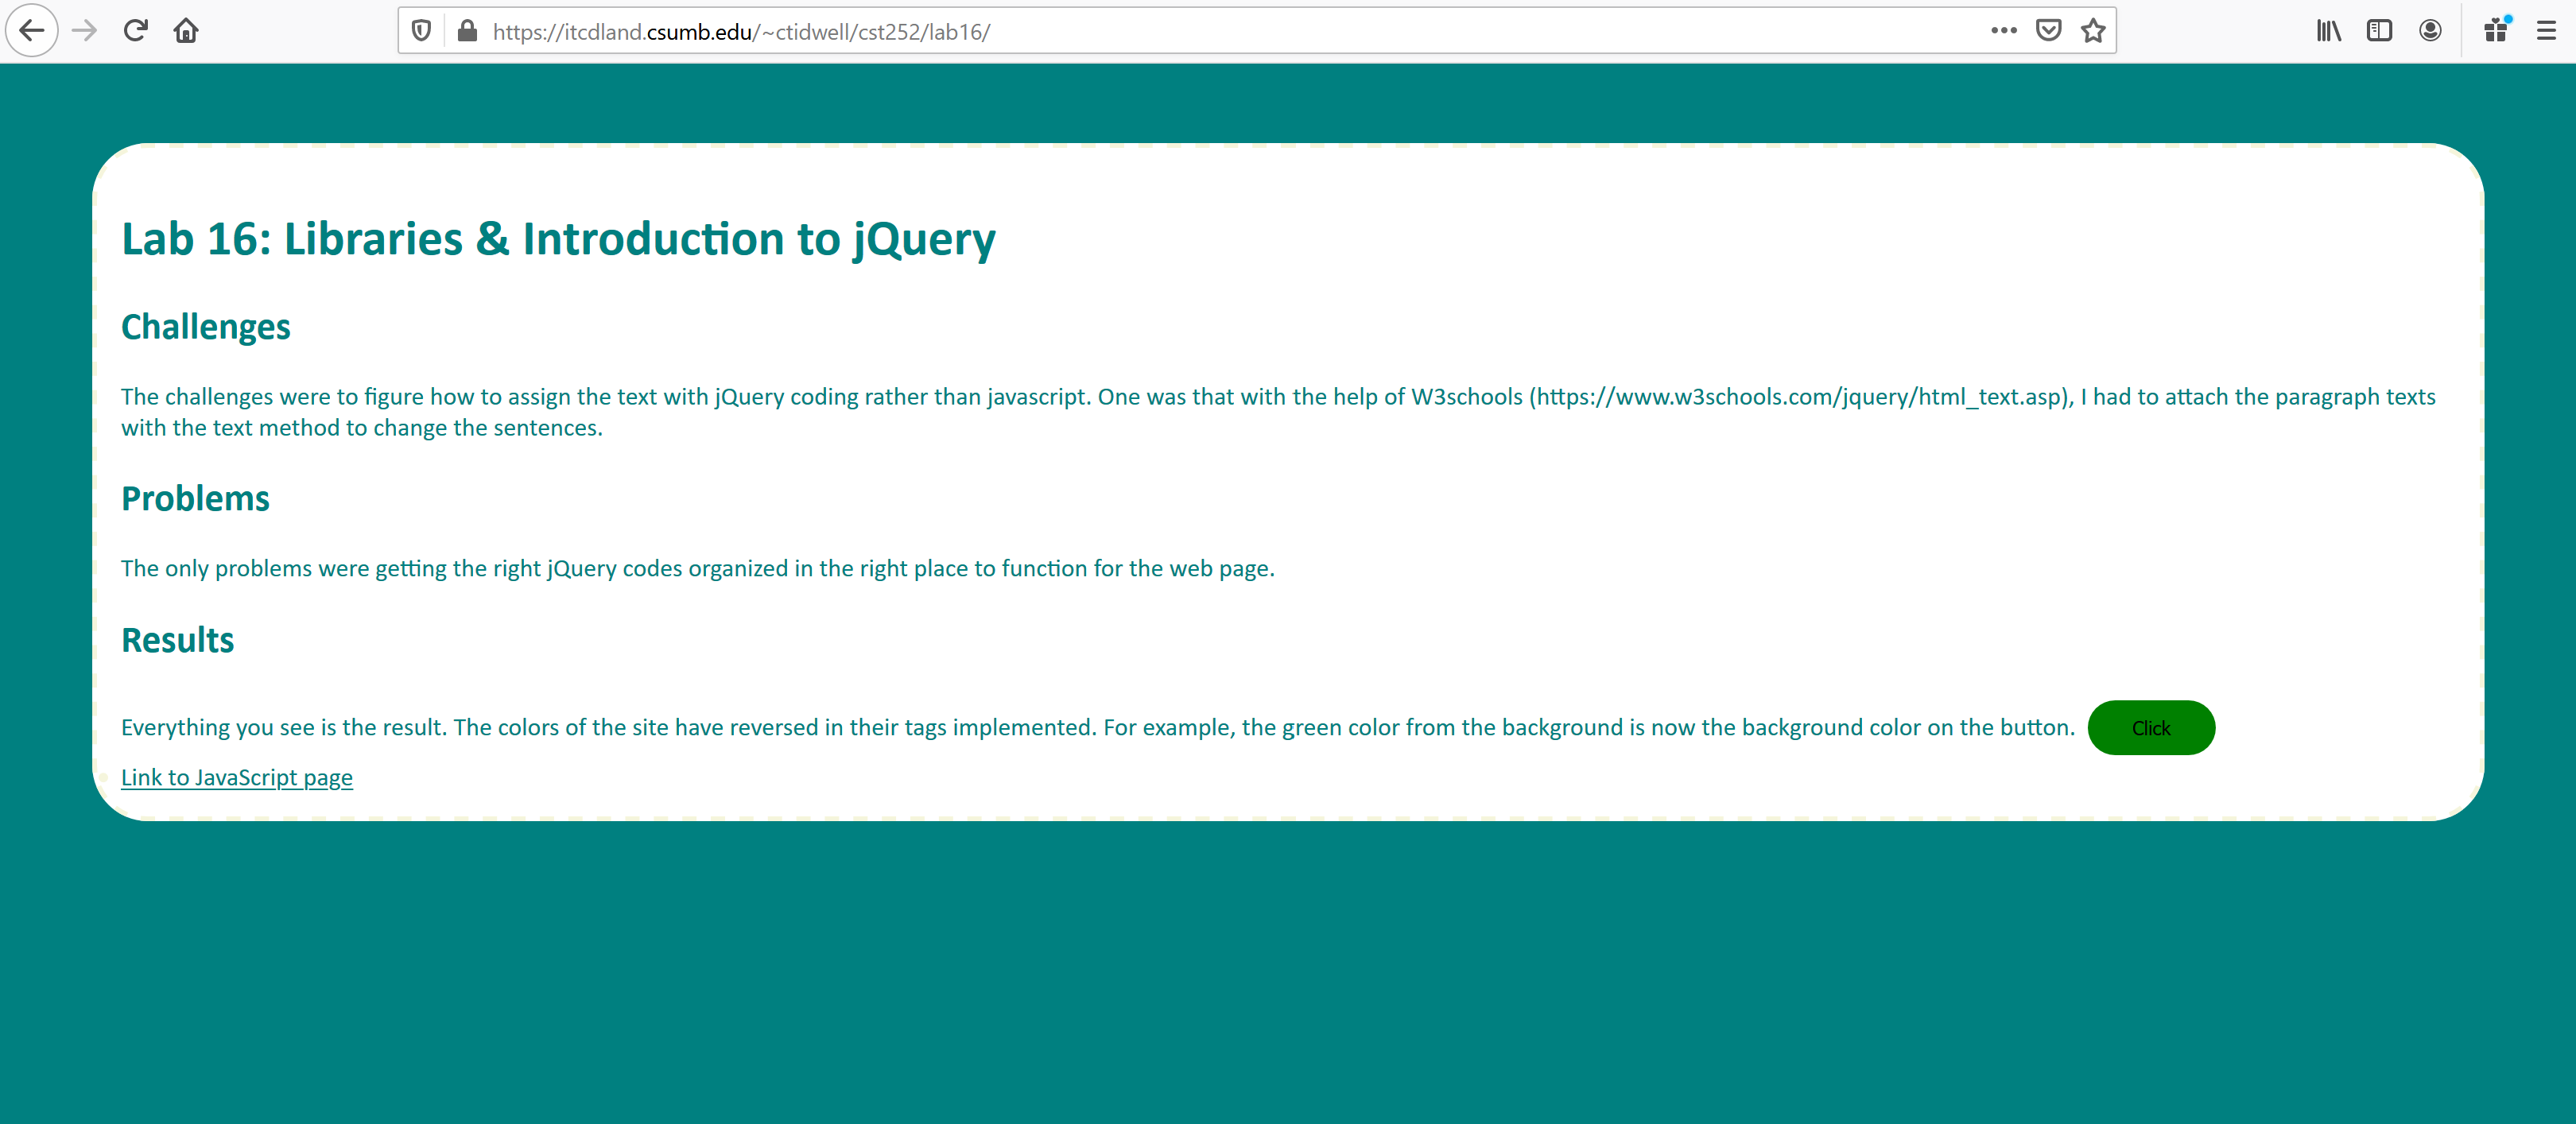 https://itcdland.csumb.edu/~ctidwell/cst252/lab16/
Lab 16: Libraries & Introduction to jQuery
Challenges
The challenges were to figure how to assign the text with jQuery coding rather than javascript. One was that with the help of W3schools (https://www.w3schools.com/jquery/html_text.asp), I had to attach the paragraph texts
with the text method to change the sentences.
Problems
The only problems were getting the right jQuery codes organized in the right place to function for the web page.
Results
Everything you see is the result. The colors of the site have reversed in their tags implemented. For example, the green color from the background is now the background color on the button. Click
Link to JavaScript page